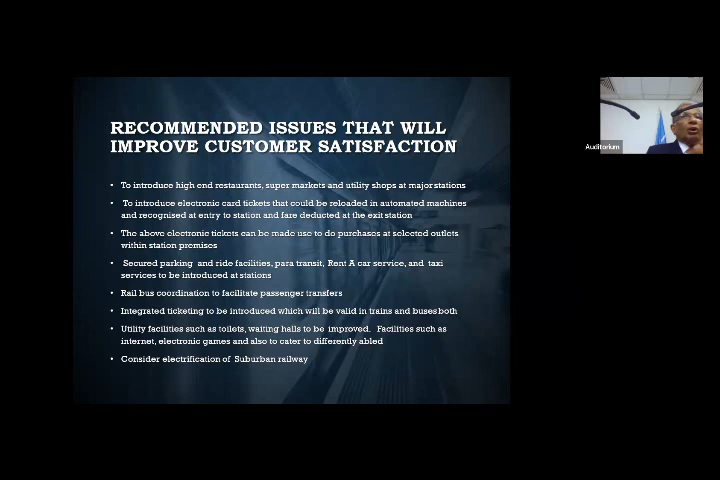 RECOMMENDED ISSUES THAT WILL
IMPROVE CUSTOMER SATISFACTION
• To introduce high end restaurants, super markets and utility shops at major stations
• To introduce electronic card tickets that could be reloaded in automated machines
and recognised at entry to station and fare deducted at the exit station
• The above electronic tickets can be made use to do purchases at selected outlets
within station premises
• Secured parking and ride facilities, para transit, Rent A car service, and taxi
services to be introduced at stations
• Rail bus coordination to facilitate passenger transfers
• Integrated ticketing to be introduced which will be valid in trains and buses both
• Utility facilities such as toilets, waiting halls to be improved. Facilities such as
internet, electronic games and also to cater to differently abled
• Consider electrification of Suburban railway
Auditorium